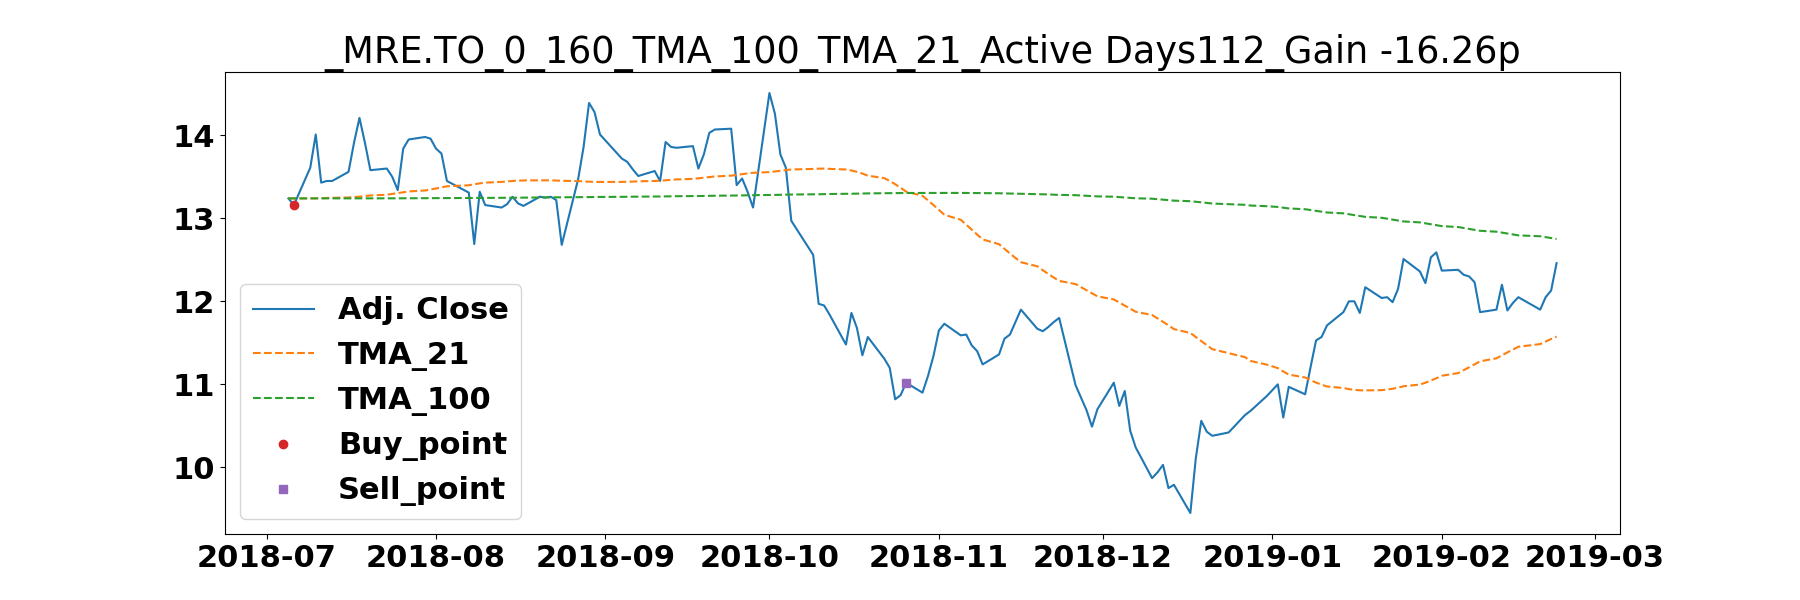 _MRE.TO_0_160_TMA_100_TMA_21_Active Days112_Gain -16.26p
14
13
12
11
10
Adj. Close
TMA_21
TMA_100
Buy_point
Sell_point
2018-07 2018-08 2018-09 2018-10 2018-11 2018-12 2019-01 2019-02 2019-03